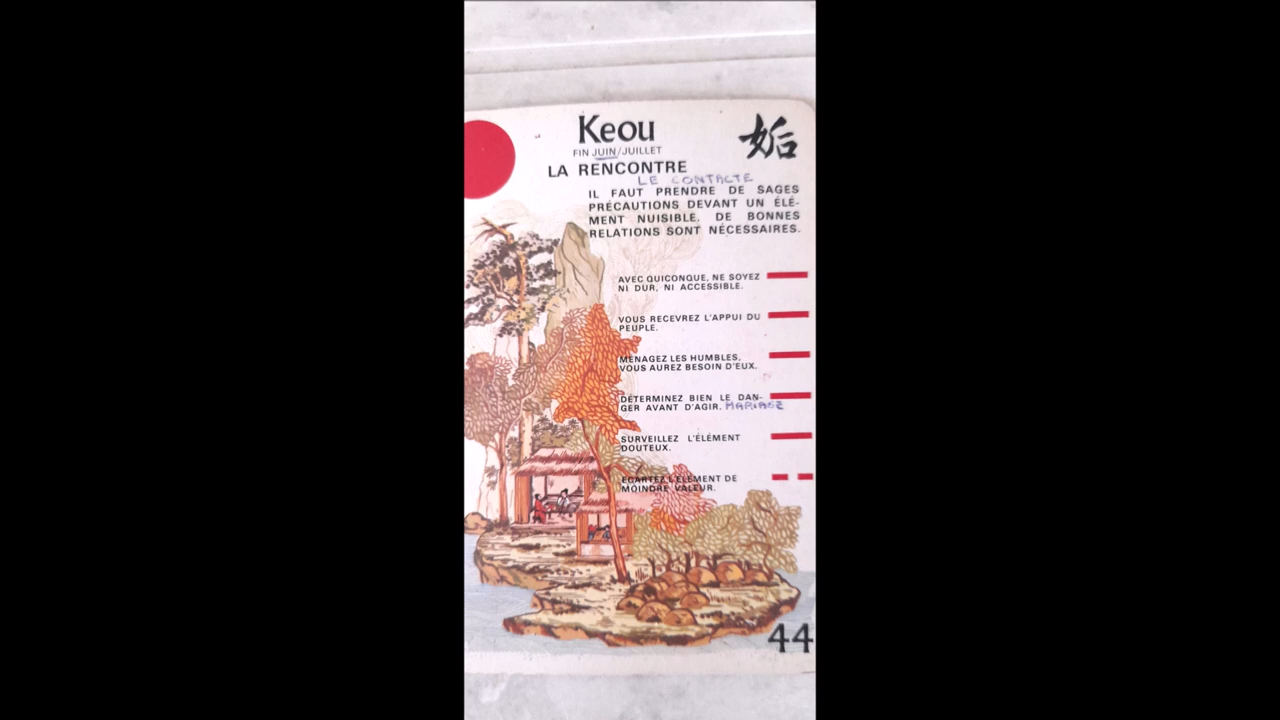 Keou
姤
FIN JUIN/JUILLET
LA RENCONTRE
LE CONTACTE
IL FAUT PRENDRE DE SAGES
PRÉCAUTIONS DEVANT UN ÉLÉ-
MENT NUISIBLE. DE BONNES
RELATIONS SONT NÉCESSAIRES.
AVEC QUICONQUE, NE SOYEZ
NI DUR, NI ACCESSIBLE.
VOUS RECEVREZ L'APPUI DU
PEUPLE.
MENAGEZ LES HUMBLES,
VOUS AUREZ BESOIN D'EUX.
DETERMINEZ BIEN LE DAN-
GER AVANT D'AGIR. MARIAGE
SURVEILLEZ L'ÉLÉMENT
DOUTEUX.
ECARTEZ L'ÉLÉMENT DE
MOINDRE VALEUR.
44